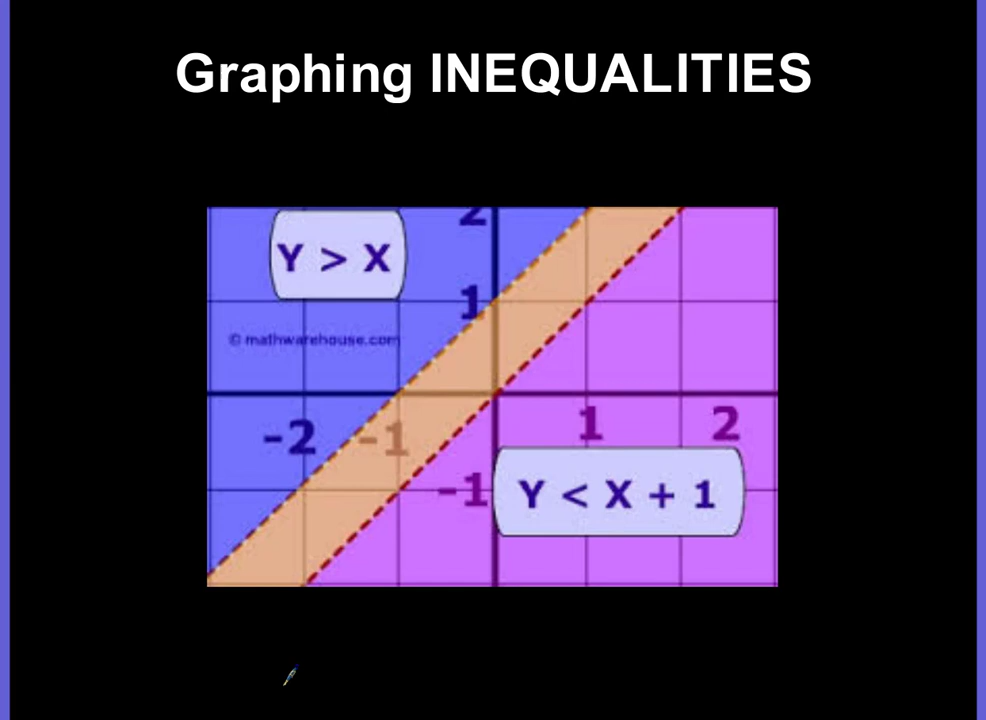 Graphing INEQUALITIES
2
Y > X
1
© mathwarehouse.com
-2
-1
1
2
-1
Y < X + 1